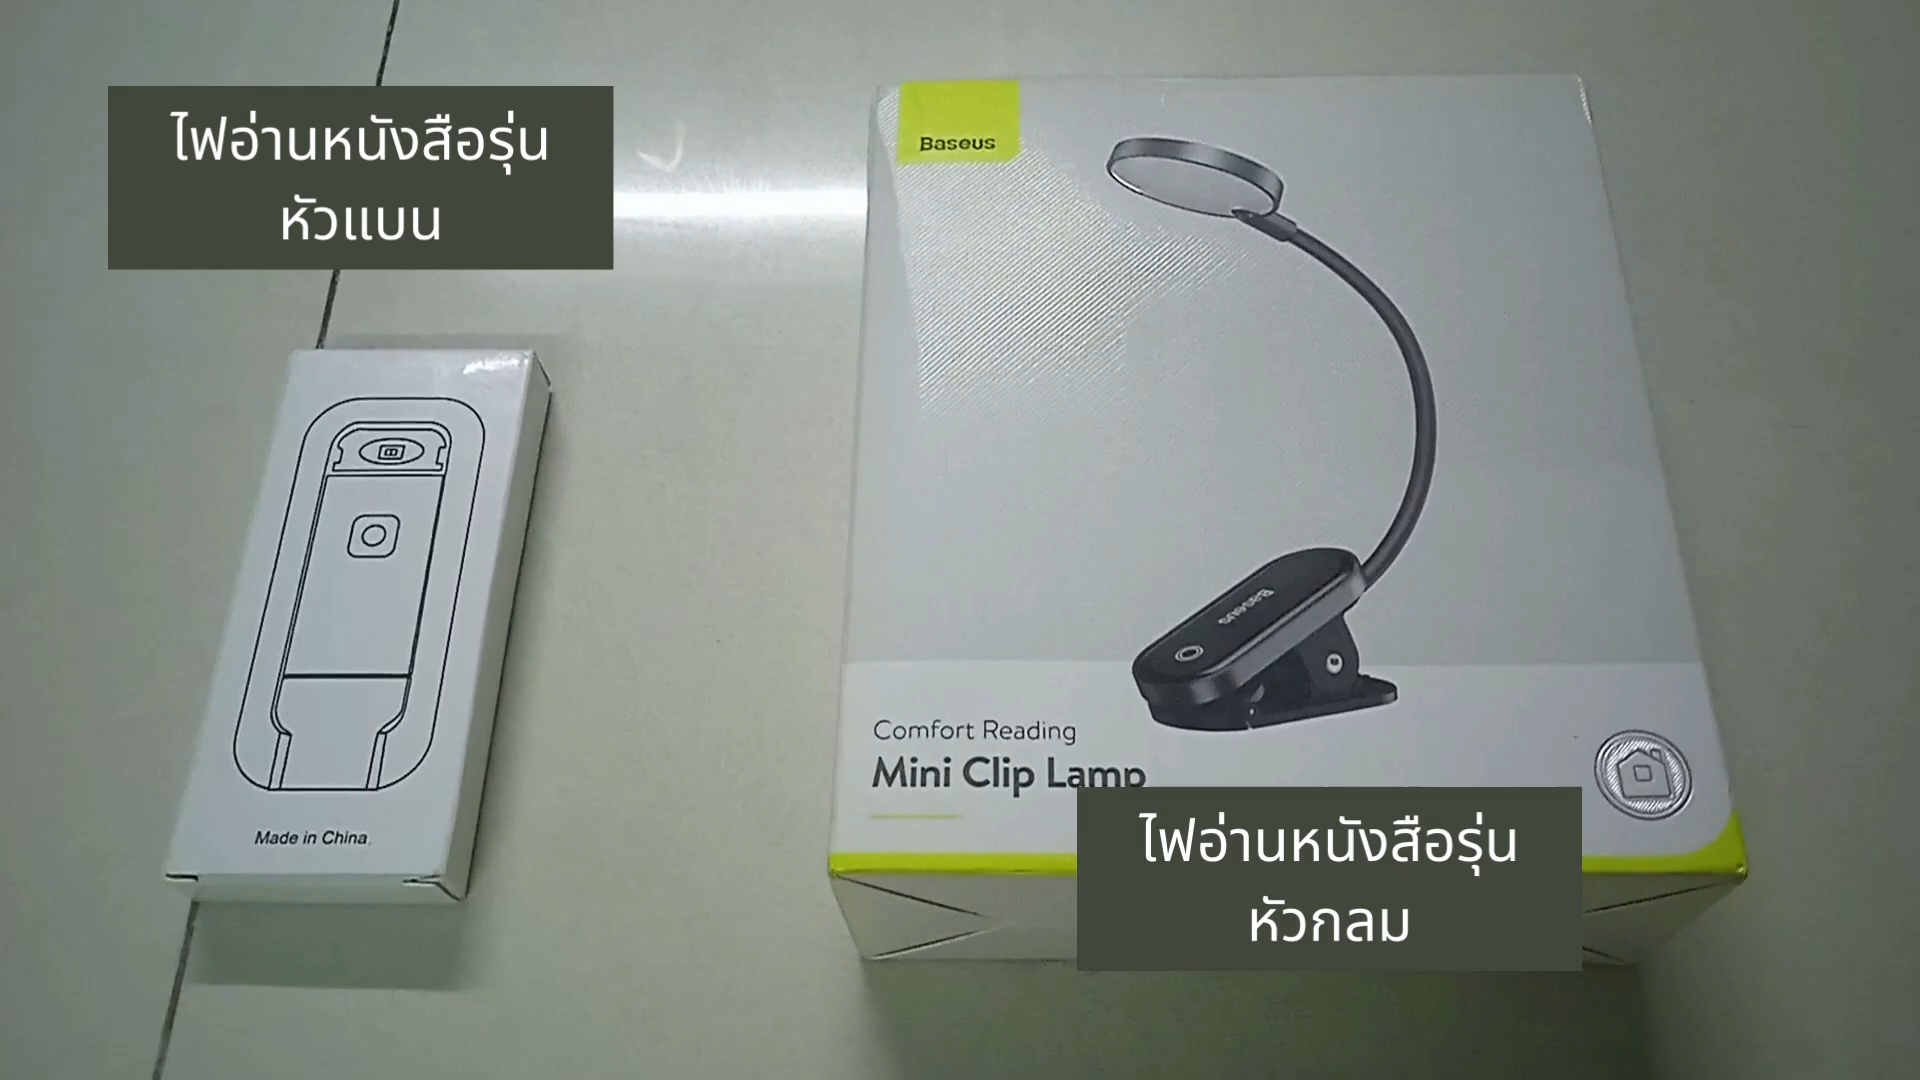 ไฟอ่านหนังสือรุ่น
หัวแบน
Made in China
Baseus
Baseus
Comfort Reading
Mini Clip Lamp
ไฟอ่านหนังสือรุ่น
หัวกลม